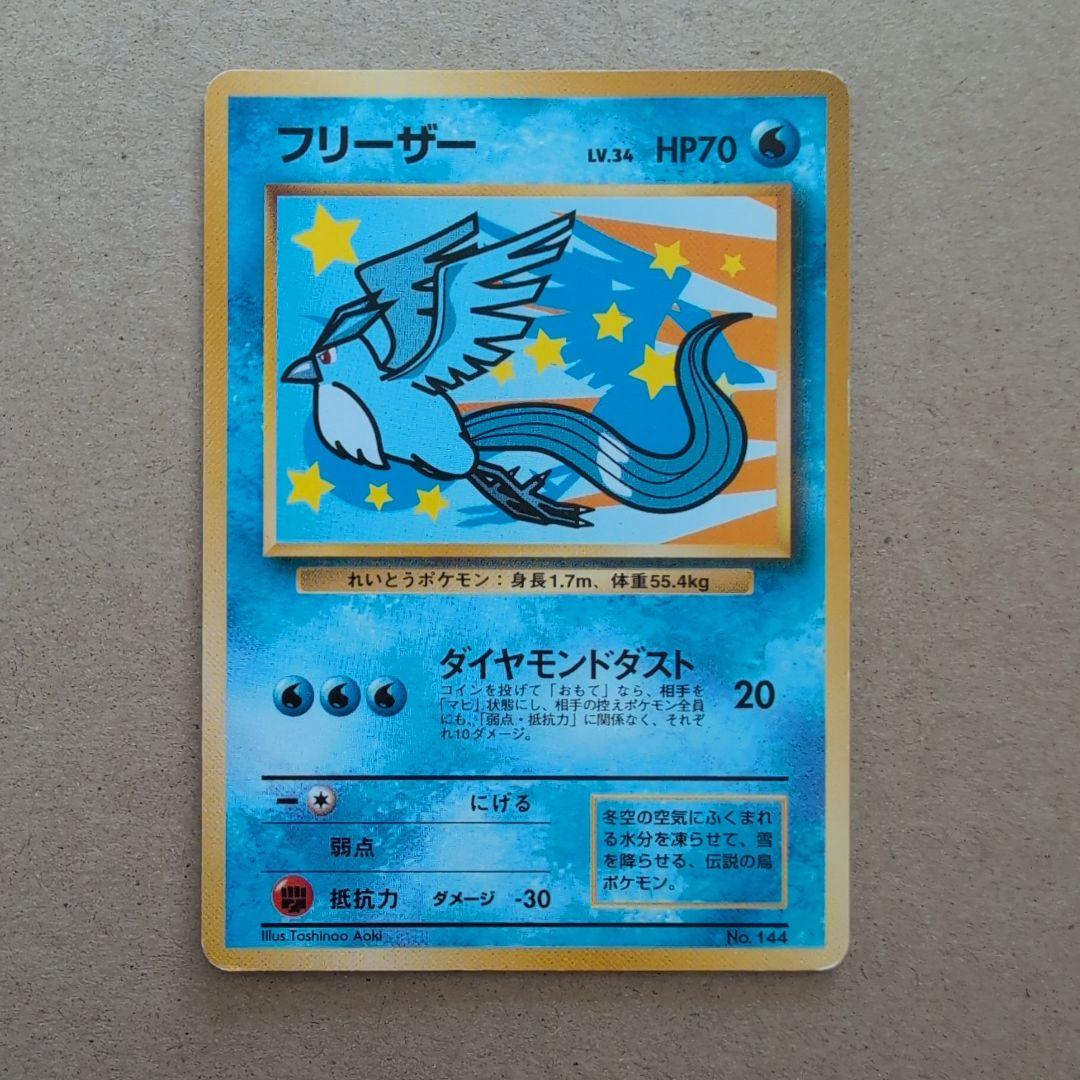 フリーザー LV.34 HP70
れいとうポケモン：身長1.7m、体重55.4kg
ダイヤモンドダスト 20
コインを投げて「おもて」なら、相手を
「マヒ」状態にし、相手の控えポケモン全員
にも、「弱点・抵抗力」に関係なく、それぞ
れ10ダメージ。
にげる
弱点
抵抗力 ダメージ -30
冬空の空気にふくまれ
る水分を凍らせて、雪
を降らせる、伝説の鳥
ポケモン。
Illus.Toshinao Aoki No. 144